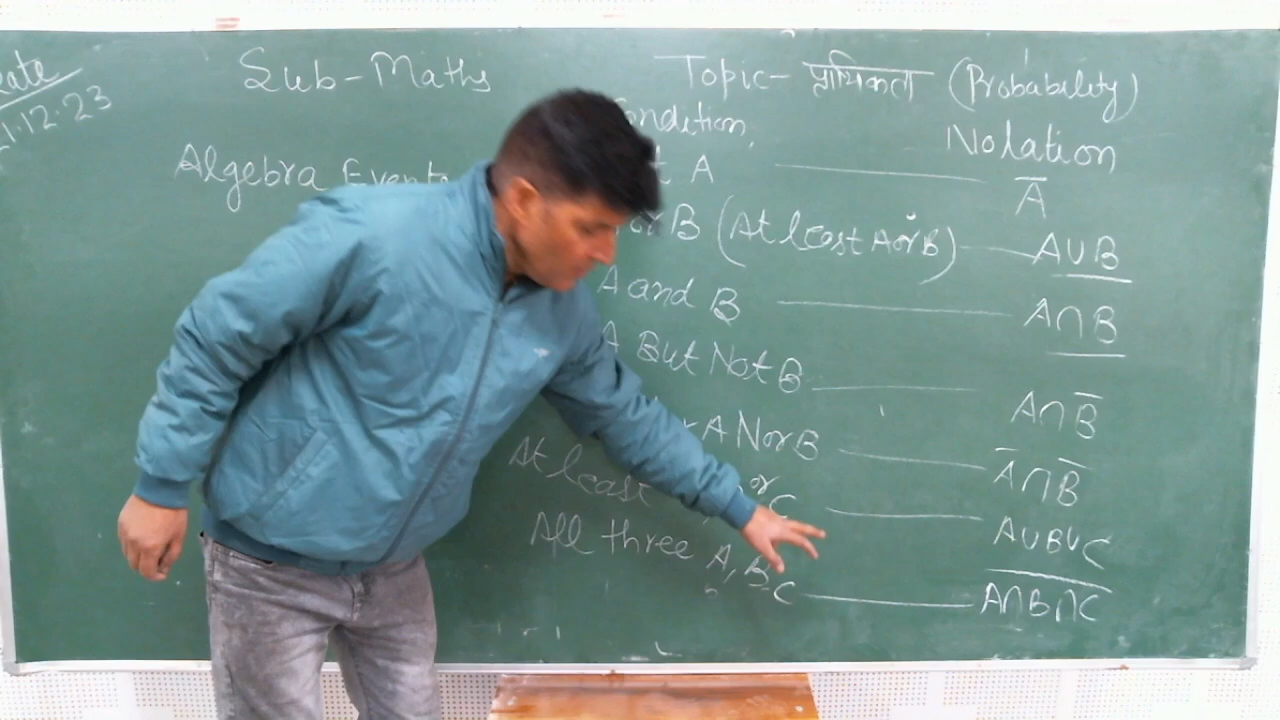 Sub-Maths Topic- प्रायिकता (Probability)
1.12.23
Condition, Notation
Algebra Events
A Ā
or B (At least A or B) A∪B
A and B A∩B
A But Not B A∩B̅
A Nor B A̅∩B̅
At least or C A∪B∪C
All three A, B, C A∩B∩C